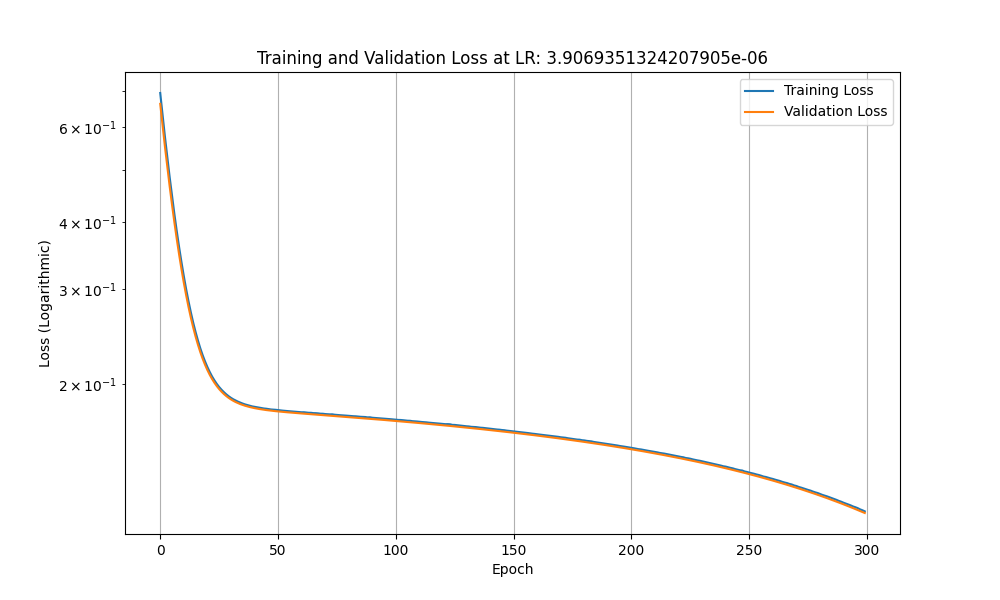 Training and Validation Loss at LR: 3.9069351324207905e-06
Training Loss
Validation Loss
6 × 10⁻¹
4 × 10⁻¹
3 × 10⁻¹
2 × 10⁻¹
Loss (Logarithmic)
0 50 100 150 200 250 300
Epoch